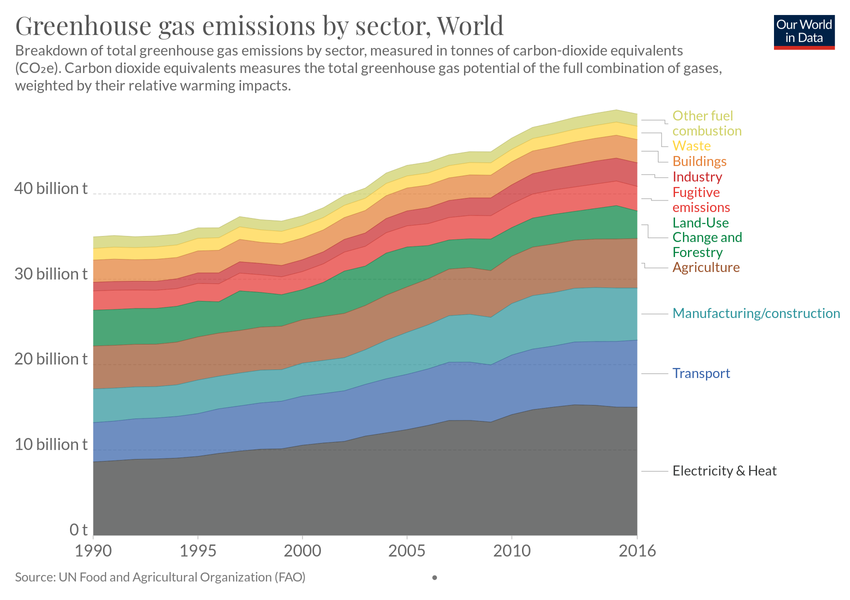 Greenhouse gas emissions by sector, World
Our World
in Data
Breakdown of total greenhouse gas emissions by sector, measured in tonnes of carbon-dioxide equivalents
(CO₂e). Carbon dioxide equivalents measures the total greenhouse gas potential of the full combination of gases,
weighted by their relative warming impacts.
40 billion t
30 billion t
20 billion t
10 billion t
0 t
1990
1995
2000
2005
2010
2016
Other fuel
combustion
Waste
Buildings
Industry
Fugitive
emissions
Land-Use
Change and
Forestry
Agriculture
Manufacturing/construction
Transport
Electricity & Heat
Source: UN Food and Agricultural Organization (FAO)